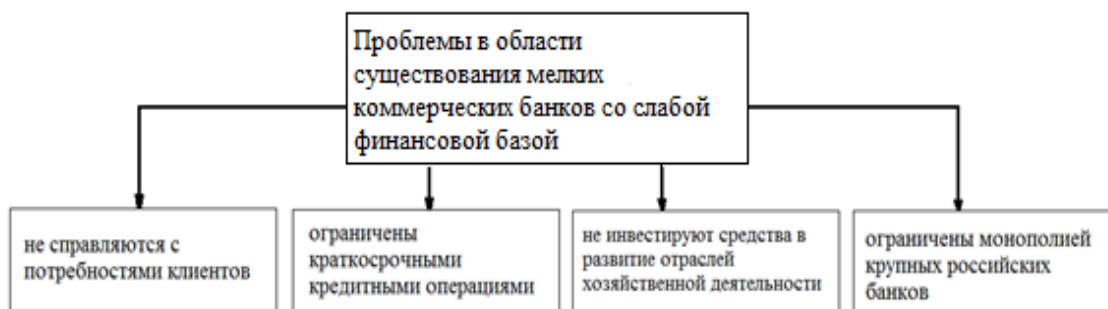 Проблемы в области
существования мелких
коммерческих банков со слабой
финансовой базой
не справляются с
потребностями клиентов
ограничены
краткосрочными
кредитными операциями
не инвестируют средства в
развитие отраслей
хозяйственной деятельности
ограничены монополией
крупных российских
банков